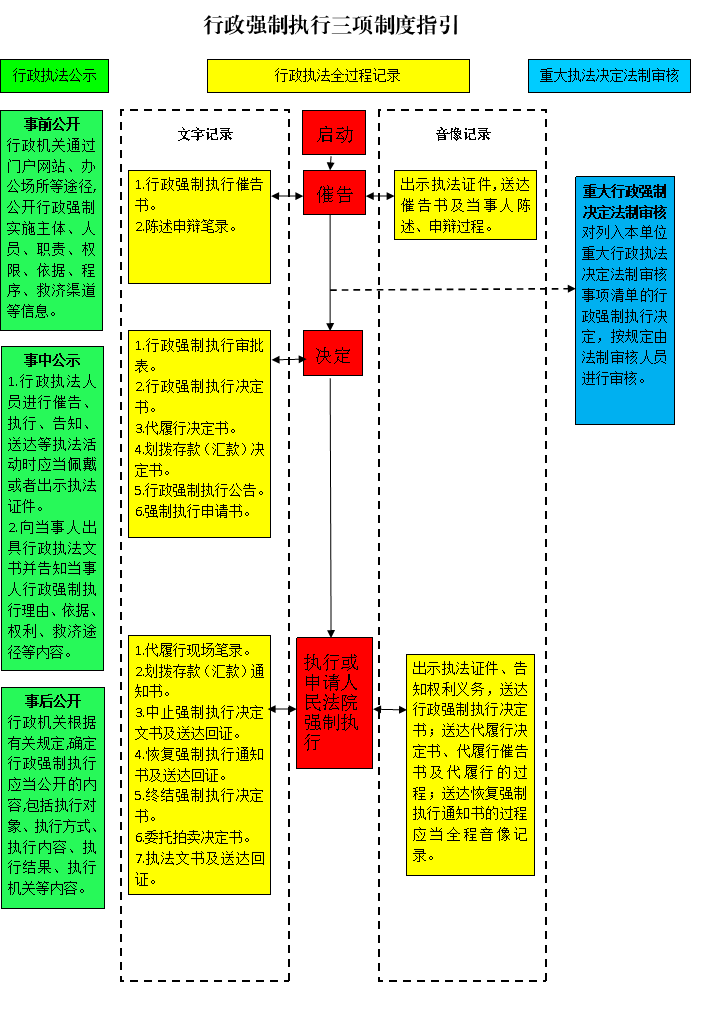 行政强制执行三项制度指引
行政执法公示
行政执法全过程记录
重大执法决定法制审核
事前公开
行政机关通过
门户网站、办
公场所等途径,
公开行政强制
实施主体、人
员、职责、权
限、依据、程
序、救济渠道
等信息。
事中公示
1.行政执法人
员进行催告、
执行、告知、
送达等执法活
动时应当佩戴
或者出示执法
证件。
2.向当事人出
具行政执法文
书并告知当事
人行政强制执
行理由、依据、
权利、救济途
径等内容。
事后公开
行政机关根据
有关规定,确定
行政强制执行
应当公开的内
容,包括执行对
象、执行方式、
执行内容、执
行结果、执行
机关等内容。
文字记录
1.行政强制执行催告
书。
2.陈述申辩笔录。
1.行政强制执行审批
表。
2.行政强制执行决定
书。
3.代履行决定书。
4.划拨存款（汇款）决
定书。
5.行政强制执行公告。
6.强制执行申请书。
1.代履行现场笔录。
2.划拨存款（汇款）通
知书。
3.中止强制执行决定
文书及送达回证。
4.恢复强制执行通知
书及送达回证。
5.终结强制执行决定
书。
6.委托拍卖决定书。
7.执法文书及送达回
证。
启动
催告
决定
执行或
申请人
民法院
强制执
行
音像记录
出示执法证件,送达
催告书及当事人陈
述、申辩过程。
出示执法证件、告
知权利义务，送达
行政强制执行决定
书；送达代履行决
定书、代履行催告
书及代履行的过
程；送达恢复强制
执行通知书的过程
应当全程音像记
录。
重大行政强制
决定法制审核
对列入本单位
重大行政执法
决定法制审核
事项清单的行
政强制执行决
定，按规定由
法制审核人员
进行审核。